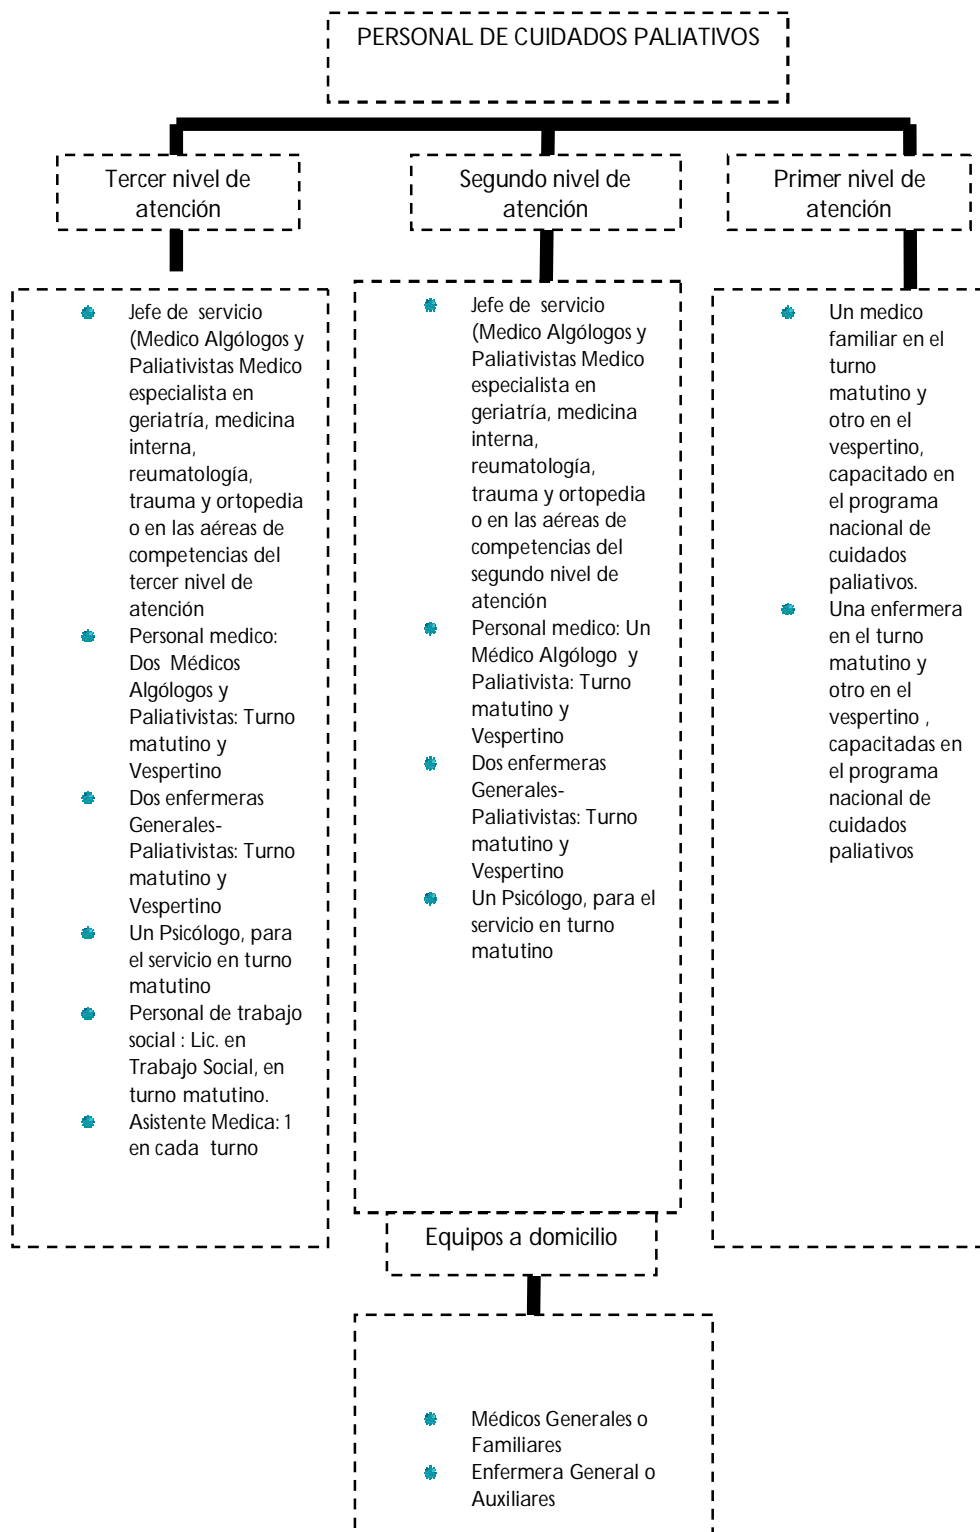 PERSONAL DE CUIDADOS PALIATIVOS
Tercer nivel de
atención
Segundo nivel de
atención
Primer nivel de
atención
Jefe de servicio
(Medico Algólogos y
Paliativistas Medico
especialista en
geriatría, medicina
interna,
reumatología,
trauma y ortopedia
o en las aéreas de
competencias del
tercer nivel de
atención
Personal medico:
Dos Médicos
Algólogos y
Paliativistas: Turno
matutino y
Vespertino
Dos enfermeras
Generales-
Paliativistas: Turno
matutino y
Vespertino
Un Psicólogo, para
el servicio en turno
matutino
Personal de trabajo
social : Lic. en
Trabajo Social, en
turno matutino.
Asistente Medica: 1
en cada turno
Jefe de servicio
(Medico Algólogos y
Paliativistas Medico
especialista en
geriatría, medicina
interna,
reumatología,
trauma y ortopedia
o en las aéreas de
competencias del
segundo nivel de
atención
Personal medico: Un
Médico Algólogo y
Paliativista: Turno
matutino y
Vespertino
Dos enfermeras
Generales-
Paliativistas: Turno
matutino y
Vespertino
Un Psicólogo, para el
servicio en turno
matutino
Un medico
familiar en el
turno
matutino y
otro en el
vespertino,
capacitado en
el programa
nacional de
cuidados
paliativos.
Una enfermera
en el turno
matutino y
otro en el
vespertino ,
capacitadas en
el programa
nacional de
cuidados
paliativos
Equipos a domicilio
Médicos Generales o
Familiares
Enfermera General o
Auxiliares